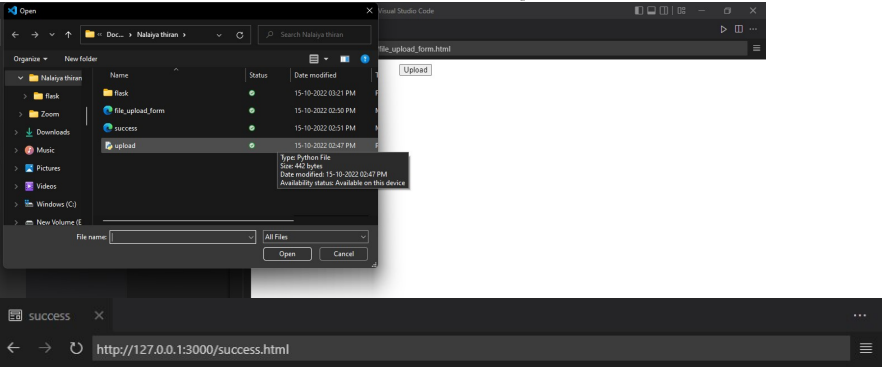 Open
Visual Studio Code
Doc... › Nalaiya thiran ›
Search Nalaiya thiran
file_upload_form.html
Organize
New folder
Upload
Nalaiya thiran
Name
Status
Date modified
flask
flask
15-10-2022 03:21 PM
Zoom
file_upload_form
15-10-2022 02:50 PM
Downloads
success
15-10-2022 02:51 PM
Music
upload
15-10-2022 02:47 PM
Type: Python File
Size: 442 bytes
Date modified: 15-10-2022 02:47 PM
Availability status: Available on this device
Pictures
Videos
Windows (C:)
New Volume (E
File name:
All Files
Open
Cancel
success
http://127.0.0.1:3000/success.html